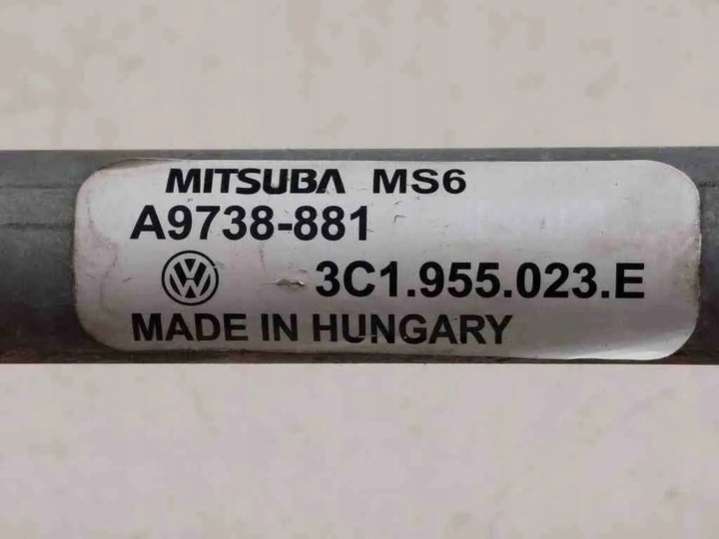 MITSUBA MS6
A9738-881
3C1.955.023.E
MADE IN HUNGARY